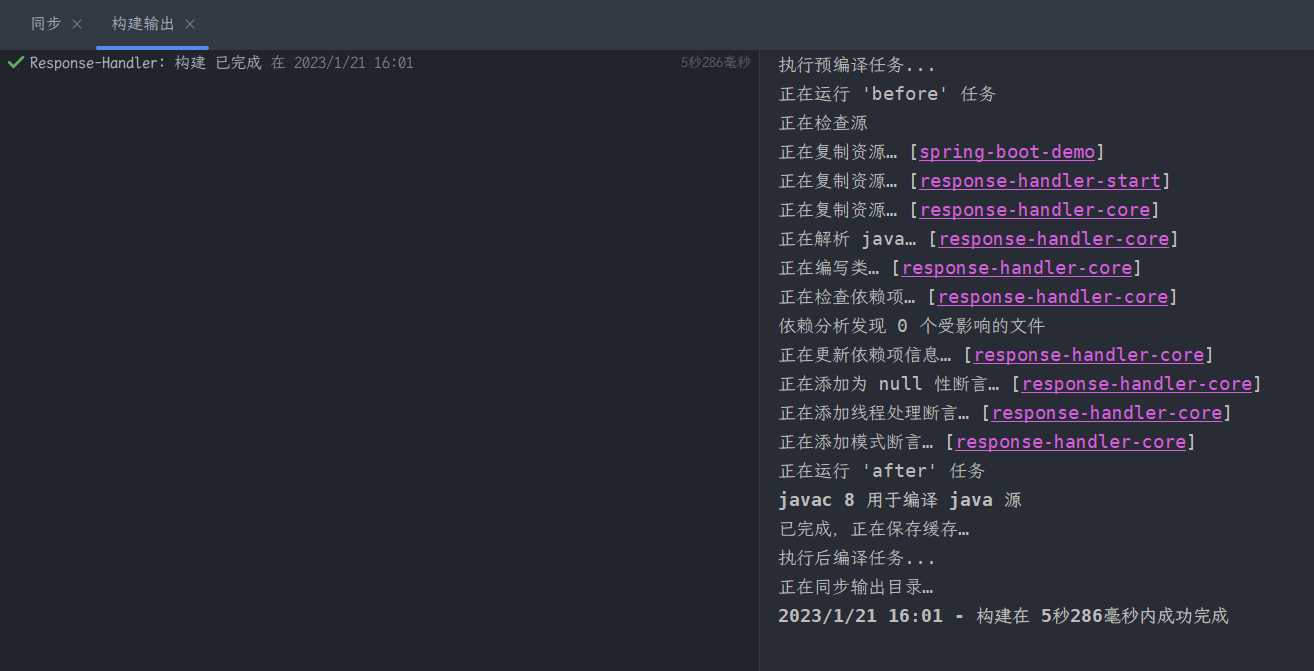 同步 构建输出
Response-Handler: 构建 已完成 在 2023/1/21 16:01 5秒286毫秒
执行预编译任务...
正在运行 'before' 任务
正在检查源
正在复制资源… [spring-boot-demo]
正在复制资源… [response-handler-start]
正在复制资源… [response-handler-core]
正在解析 java… [response-handler-core]
正在编写类… [response-handler-core]
正在检查依赖项… [response-handler-core]
依赖分析发现 0 个受影响的文件
正在更新依赖项信息… [response-handler-core]
正在添加为 null 性断言… [response-handler-core]
正在添加线程处理断言… [response-handler-core]
正在添加模式断言… [response-handler-core]
正在运行 'after' 任务
javac 8 用于编译 java 源
已完成, 正在保存缓存…
执行后编译任务...
正在同步输出目录…
2023/1/21 16:01 - 构建在 5秒286毫秒内成功完成